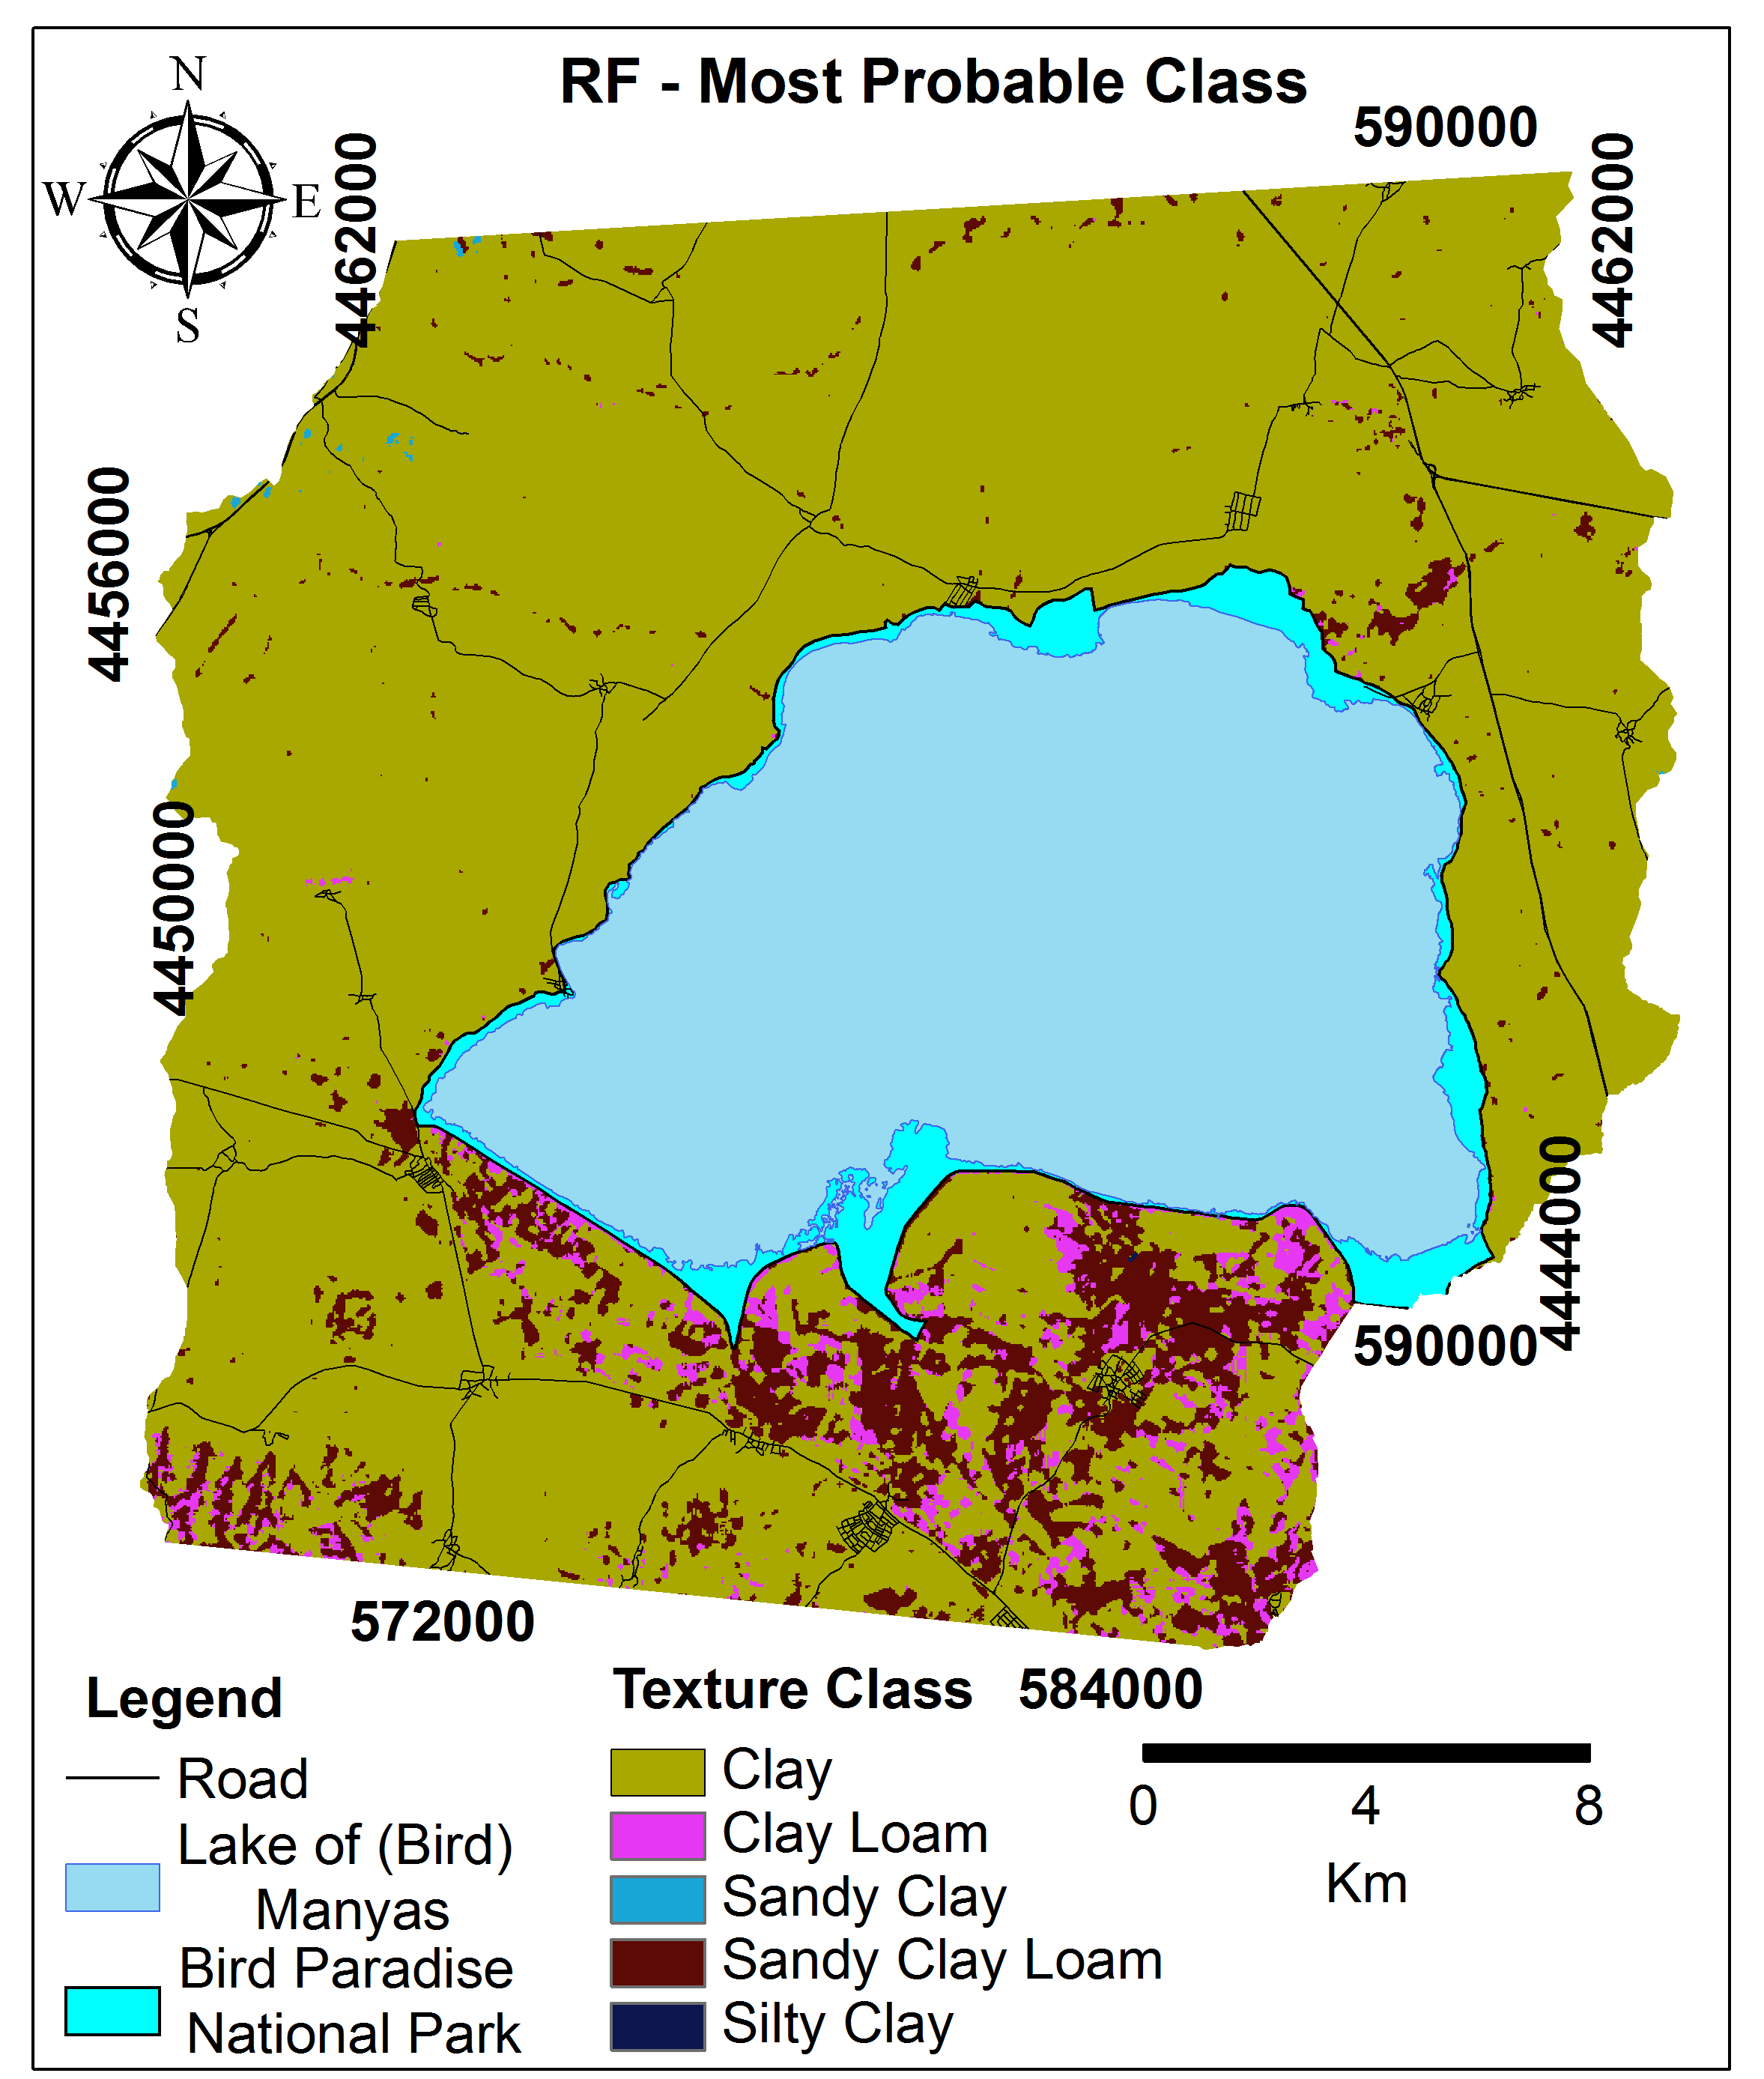 RF - Most Probable Class
N
W
E
S
590000
4462000
4462000
4456000
4450000
4444000
590000
572000
584000
Legend
Road
Lake of (Bird)
Manyas
Bird Paradise
National Park
Texture Class
Clay
Clay Loam
Sandy Clay
Sandy Clay Loam
Silty Clay
0 4 8
Km